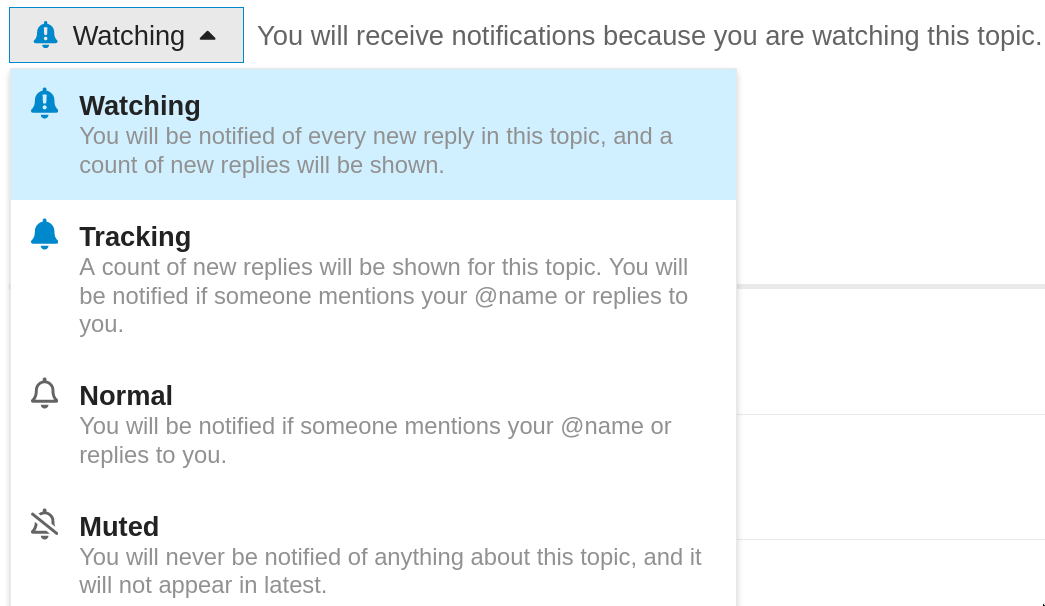 Watching You will receive notifications because you are watching this topic.
Watching
You will be notified of every new reply in this topic, and a
count of new replies will be shown.
Tracking
A count of new replies will be shown for this topic. You will
be notified if someone mentions your @name or replies to
you.
Normal
You will be notified if someone mentions your @name or
replies to you.
Muted
You will never be notified of anything about this topic, and it
will not appear in latest.